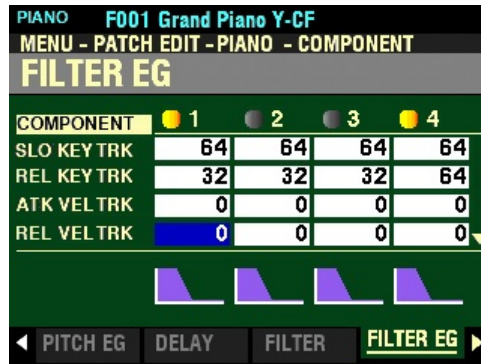 PIANO F001 Grand Piano Y-CF
MENU - PATCH EDIT - PIANO - COMPONENT
FILTER EG
COMPONENT 1 2 3 4
SLO KEY TRK 64 64 64 64
REL KEY TRK 32 32 32 64
ATK VEL TRK 0 0 0 0
REL VEL TRK 0 0 0 0
PITCH EG DELAY FILTER FILTER EG